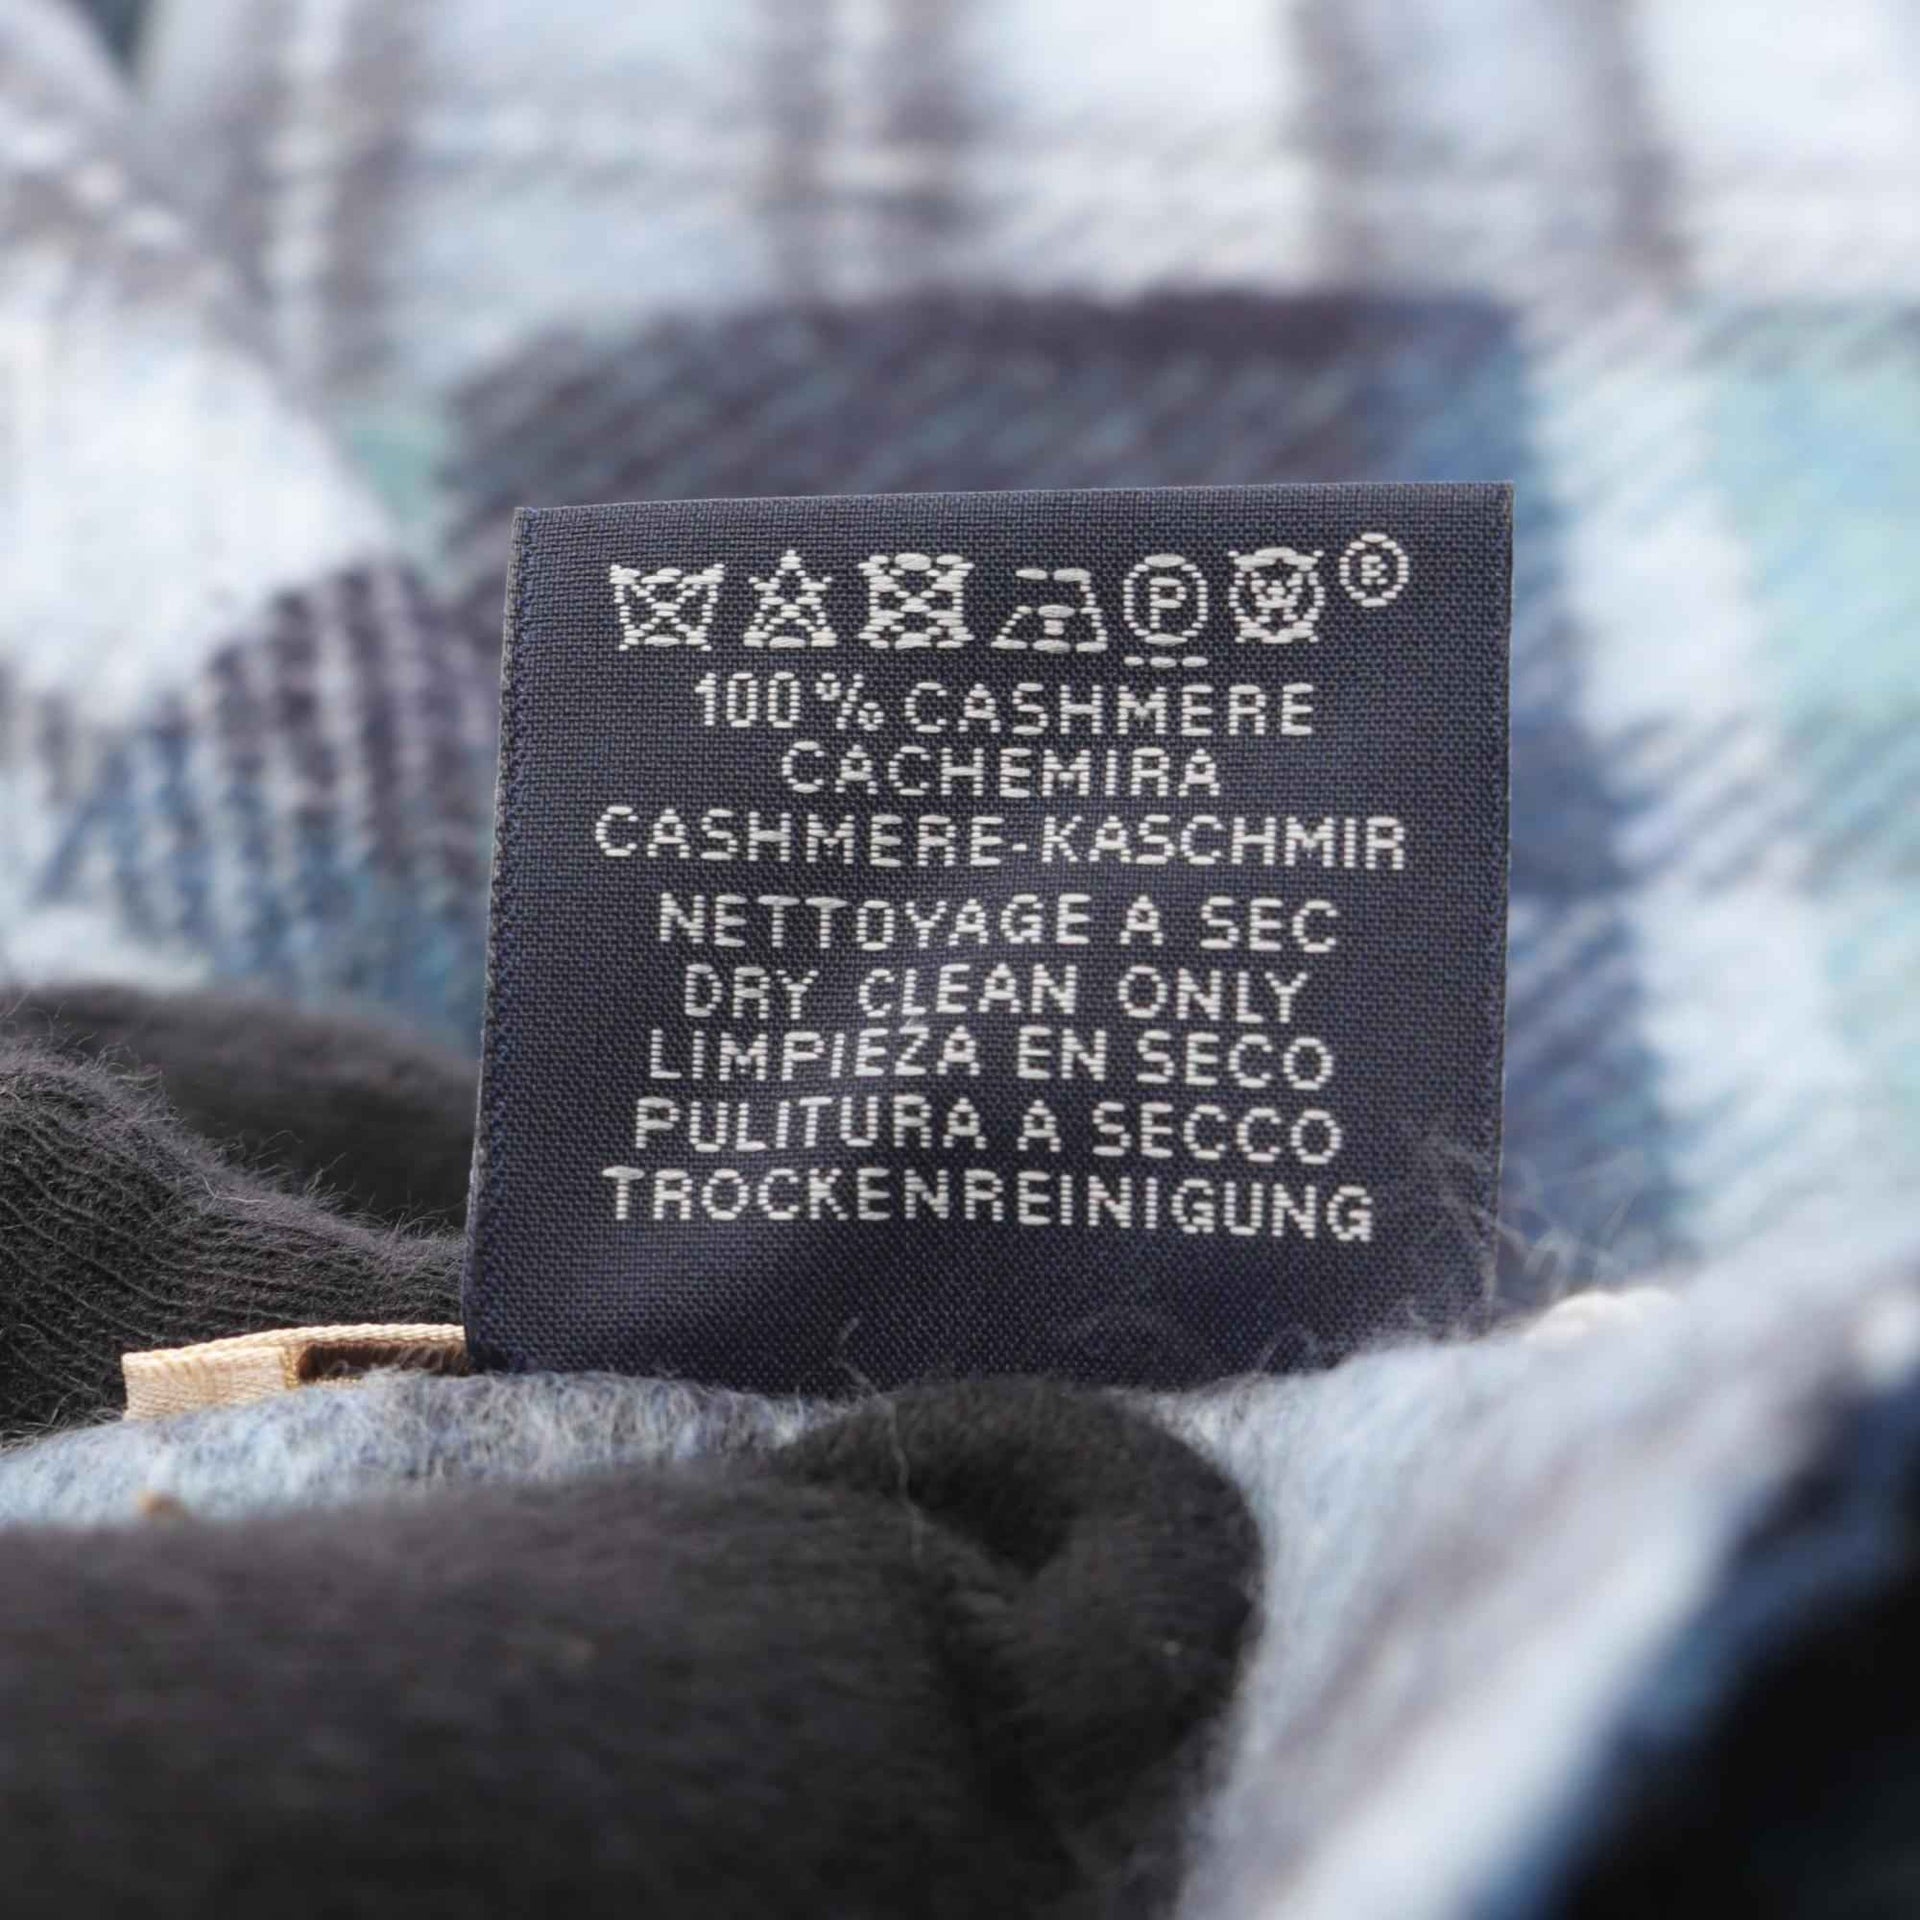 P ®
100% CASHMERE
CACHEMIRA
CASHMERE-KASCHMIR
NETTOYAGE A SEC
DRY CLEAN ONLY
LIMPIEZA EN SECO
PULITURA A SECCO
TROCKENREINIGUNG